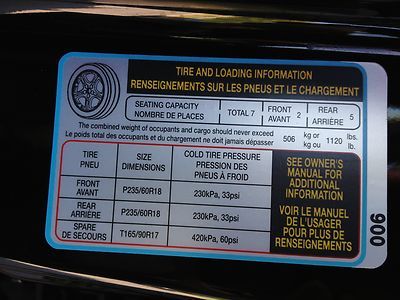 TIRE AND LOADING INFORMATION
RENSEIGNEMENTS SUR LES PNEUS ET LE CHARGEMENT
SEATING CAPACITY
NOMBRE DE PLACES
TOTAL 7
FRONT
AVANT
2
REAR
ARRIÈRE
5
The combined weight of occupants and cargo should never exceed
Le poids total des occupants et du chargement ne doit jamais dépasser
506
kg or
kg ou
1120
lbs.
lb.
TIRE
PNEU
SIZE
DIMENSIONS
COLD TIRE PRESSURE
PRESSION DES
PNEUS À FROID
FRONT
AVANT
P235/60R18
230kPa, 33psi
REAR
ARRIÈRE
P235/60R18
230kPa, 33psi
SPARE
DE SECOURS
T165/90R17
420kPa, 60psi
SEE OWNER'S
MANUAL FOR
ADDITIONAL
INFORMATION
VOIR LE MANUEL
DE L'USAGER
POUR PLUS DE
RENSEIGNEMENTS
006